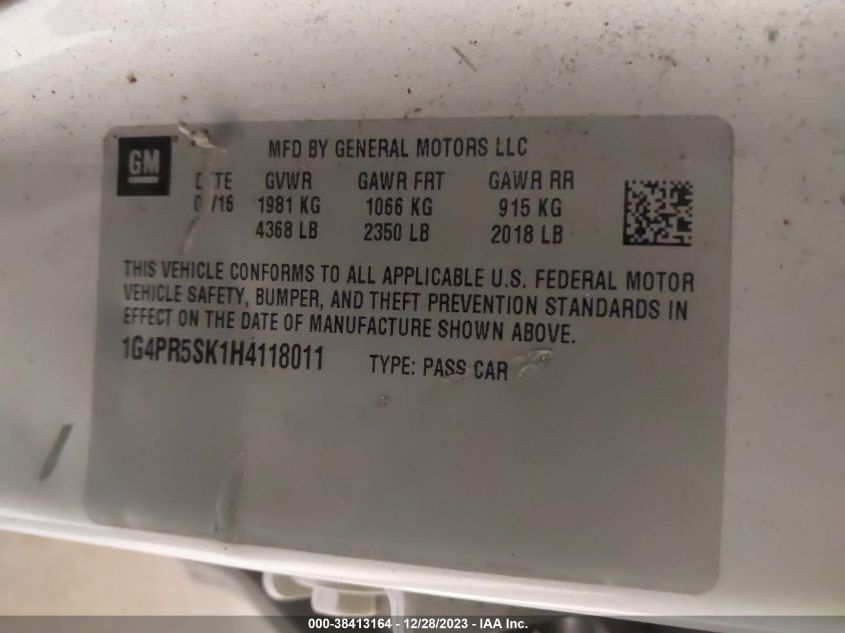 GM
MFD BY GENERAL MOTORS LLC
GVWR GAWR FRT GAWR RR
/16 1981 KG 1066 KG 915 KG
4368 LB 2350 LB 2018 LB
THIS VEHICLE CONFORMS TO ALL APPLICABLE U.S. FEDERAL MOTOR
VEHICLE SAFETY, BUMPER, AND THEFT PREVENTION STANDARDS IN
EFFECT ON THE DATE OF MANUFACTURE SHOWN ABOVE.
1G4PR5SK1H4118011 TYPE: PASS CAR
000-38413164 - 12/28/2023 - IAA Inc.